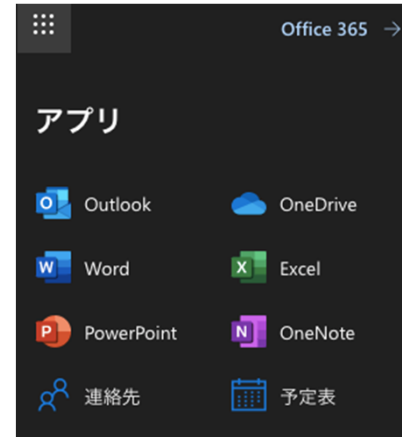 Office 365 →
アプリ
Outlook
OneDrive
Word
Excel
PowerPoint
OneNote
連絡先
予定表